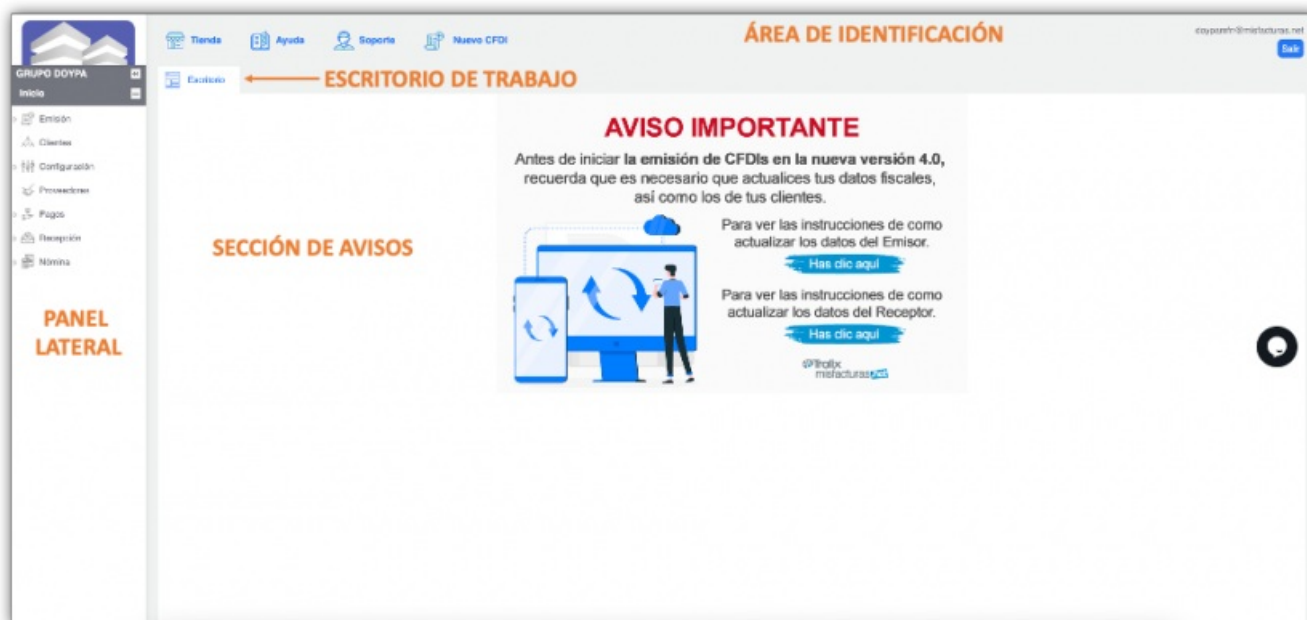 Tienda Ayuda Soporte Nuevo CFDI
ÁREA DE IDENTIFICACIÓN
Salir
GRUPO DOYPA
Inicio
Escritorio
ESCRITORIO DE TRABAJO
Emisión
Clientes
Configuración
Proveedores
Pagos
Recepción
Nómina
PANEL
LATERAL
SECCIÓN DE AVISOS
AVISO IMPORTANTE
Antes de iniciar la emisión de CFDIs en la nueva versión 4.0,
recuerda que es necesario que actualices tus datos fiscales,
así como los de tus clientes.
Para ver las instrucciones de como
actualizar los datos del Emisor.
Has clic aquí
Para ver las instrucciones de como
actualizar los datos del Receptor.
Has clic aquí
misfacturas.net